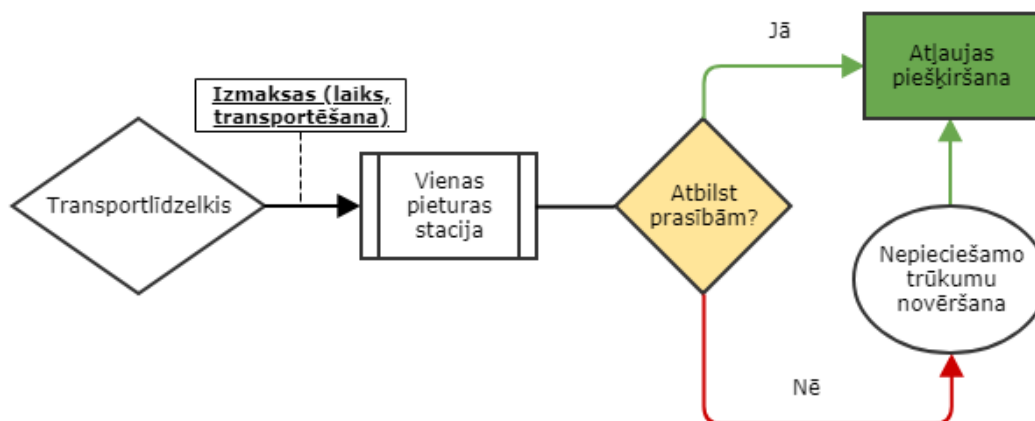 Izmaksas (laiks,
transportēšana)
Transportlīdzelkis
Vienas
pieturas
stacija
Atbilst
prasībām?
Jā
Atļaujas
piešķiršana
Nepieciešamo
trūkumu
novēršana
Nē